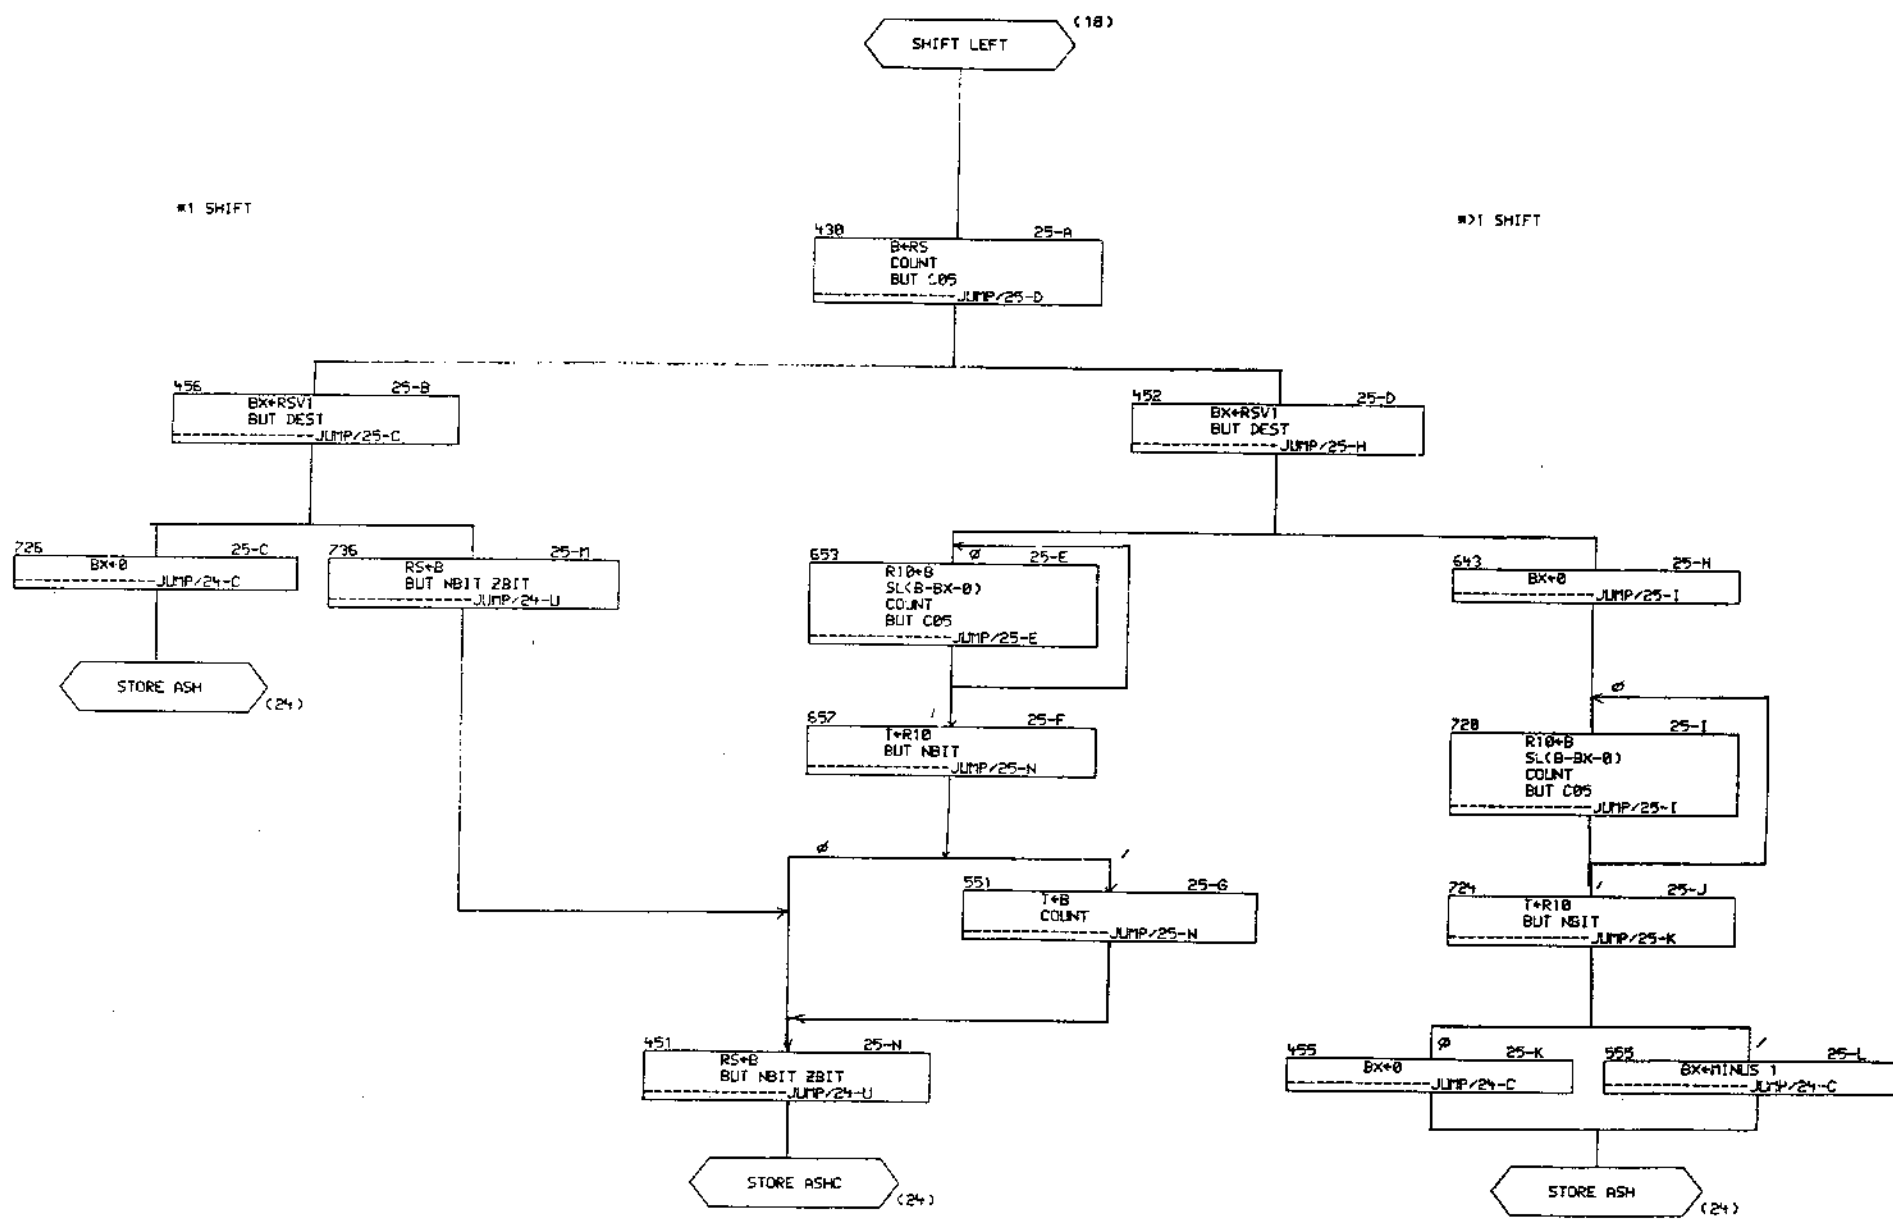 (18)
SHIFT LEFT
#1 SHIFT
#>1 SHIFT
430 25-A
B←RS
COUNT
BUT C05
JUMP/25-D
456 25-B
BX←RSV1
BUT DEST
JUMP/25-C
452 25-D
BX←RSV1
BUT DEST
JUMP/25-H
726 25-C
BX←0
JUMP/24-C
736 25-M
RS←B
BUT NBIT ZBIT
JUMP/24-U
653 Ø 25-E
R10←B
SL(B-BX-0)
COUNT
BUT C05
JUMP/25-E
643 25-H
BX←0
JUMP/25-I
STORE ASH
(24)
657 / 25-F
T←R10
BUT NBIT
JUMP/25-N
Ø
720 25-I
R10←B
SL(B-BX-0)
COUNT
BUT C05
JUMP/25-I
Ø /
551 25-G
T←B
COUNT
JUMP/25-N
724 / 25-J
T←R10
BUT NBIT
JUMP/25-K
451 25-N
RS←B
BUT NBIT ZBIT
JUMP/24-U
Ø /
455 25-K
BX←0
JUMP/24-C
555 25-L
BX←MINUS 1
JUMP/24-C
STORE ASHC
(24)
STORE ASH
(24)